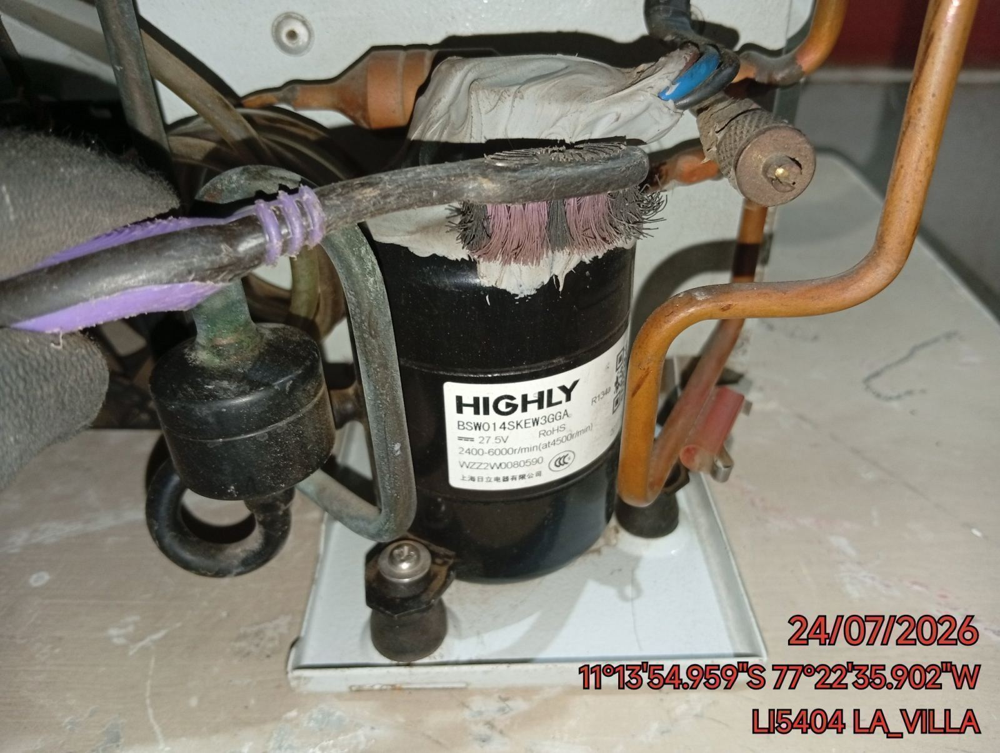 HIGHLY
R134a
BSW014SKEW3GGA
27.5V RoHS
2400-6000r/min(at4500r/min)
WZZ2W0080590
CCC
上海日立电器有限公司
24/07/2026
11°13'54.959"S 77°22'35.902"W
LI5404 LA_VILLA